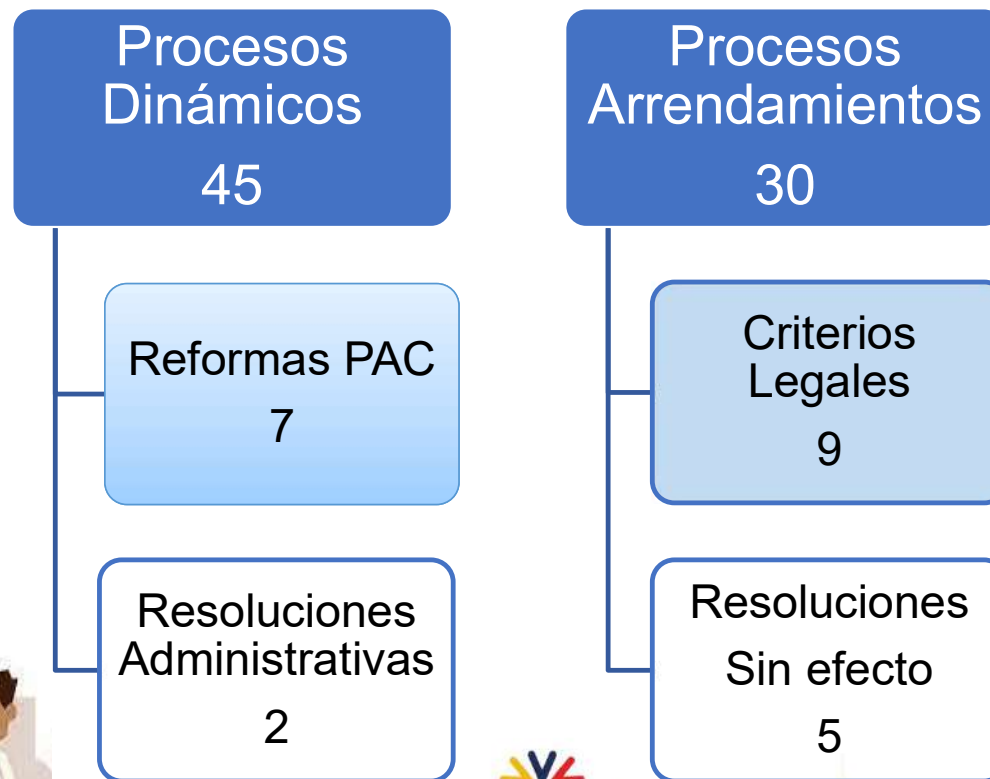 Procesos
Dinámicos
45
Reformas PAC
7
Resoluciones
Administrativas
2
Procesos
Arrendamientos
30
Criterios
Legales
9
Resoluciones
Sin efecto
5